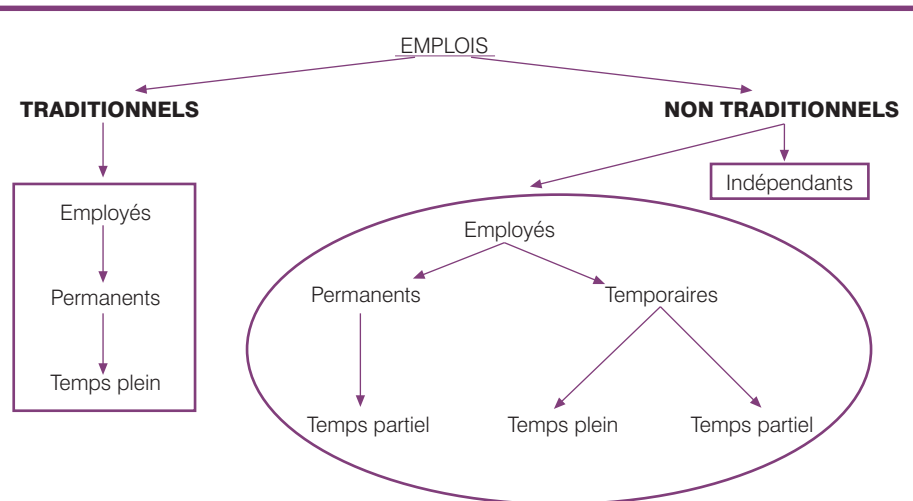 EMPLOIS
TRADITIONNELS
NON TRADITIONNELS
Indépendants
Employés
Employés
Permanents
Permanents
Temporaires
Temps plein
Temps partiel
Temps plein
Temps partiel